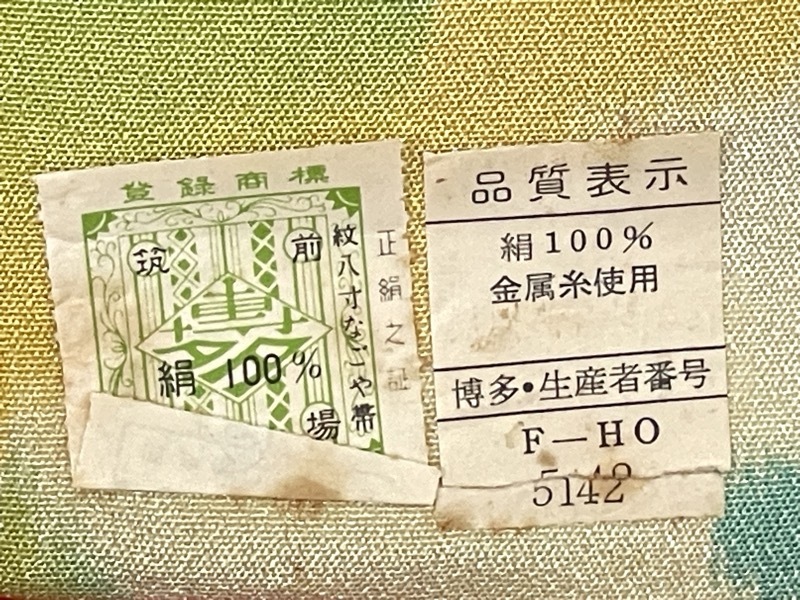 登録商標
筑前
博多
絹 100%
場
紋八寸なごや帯
正絹之証
品質表示
絹100%
金属糸使用
博多・生産者番号
F—HO
5142